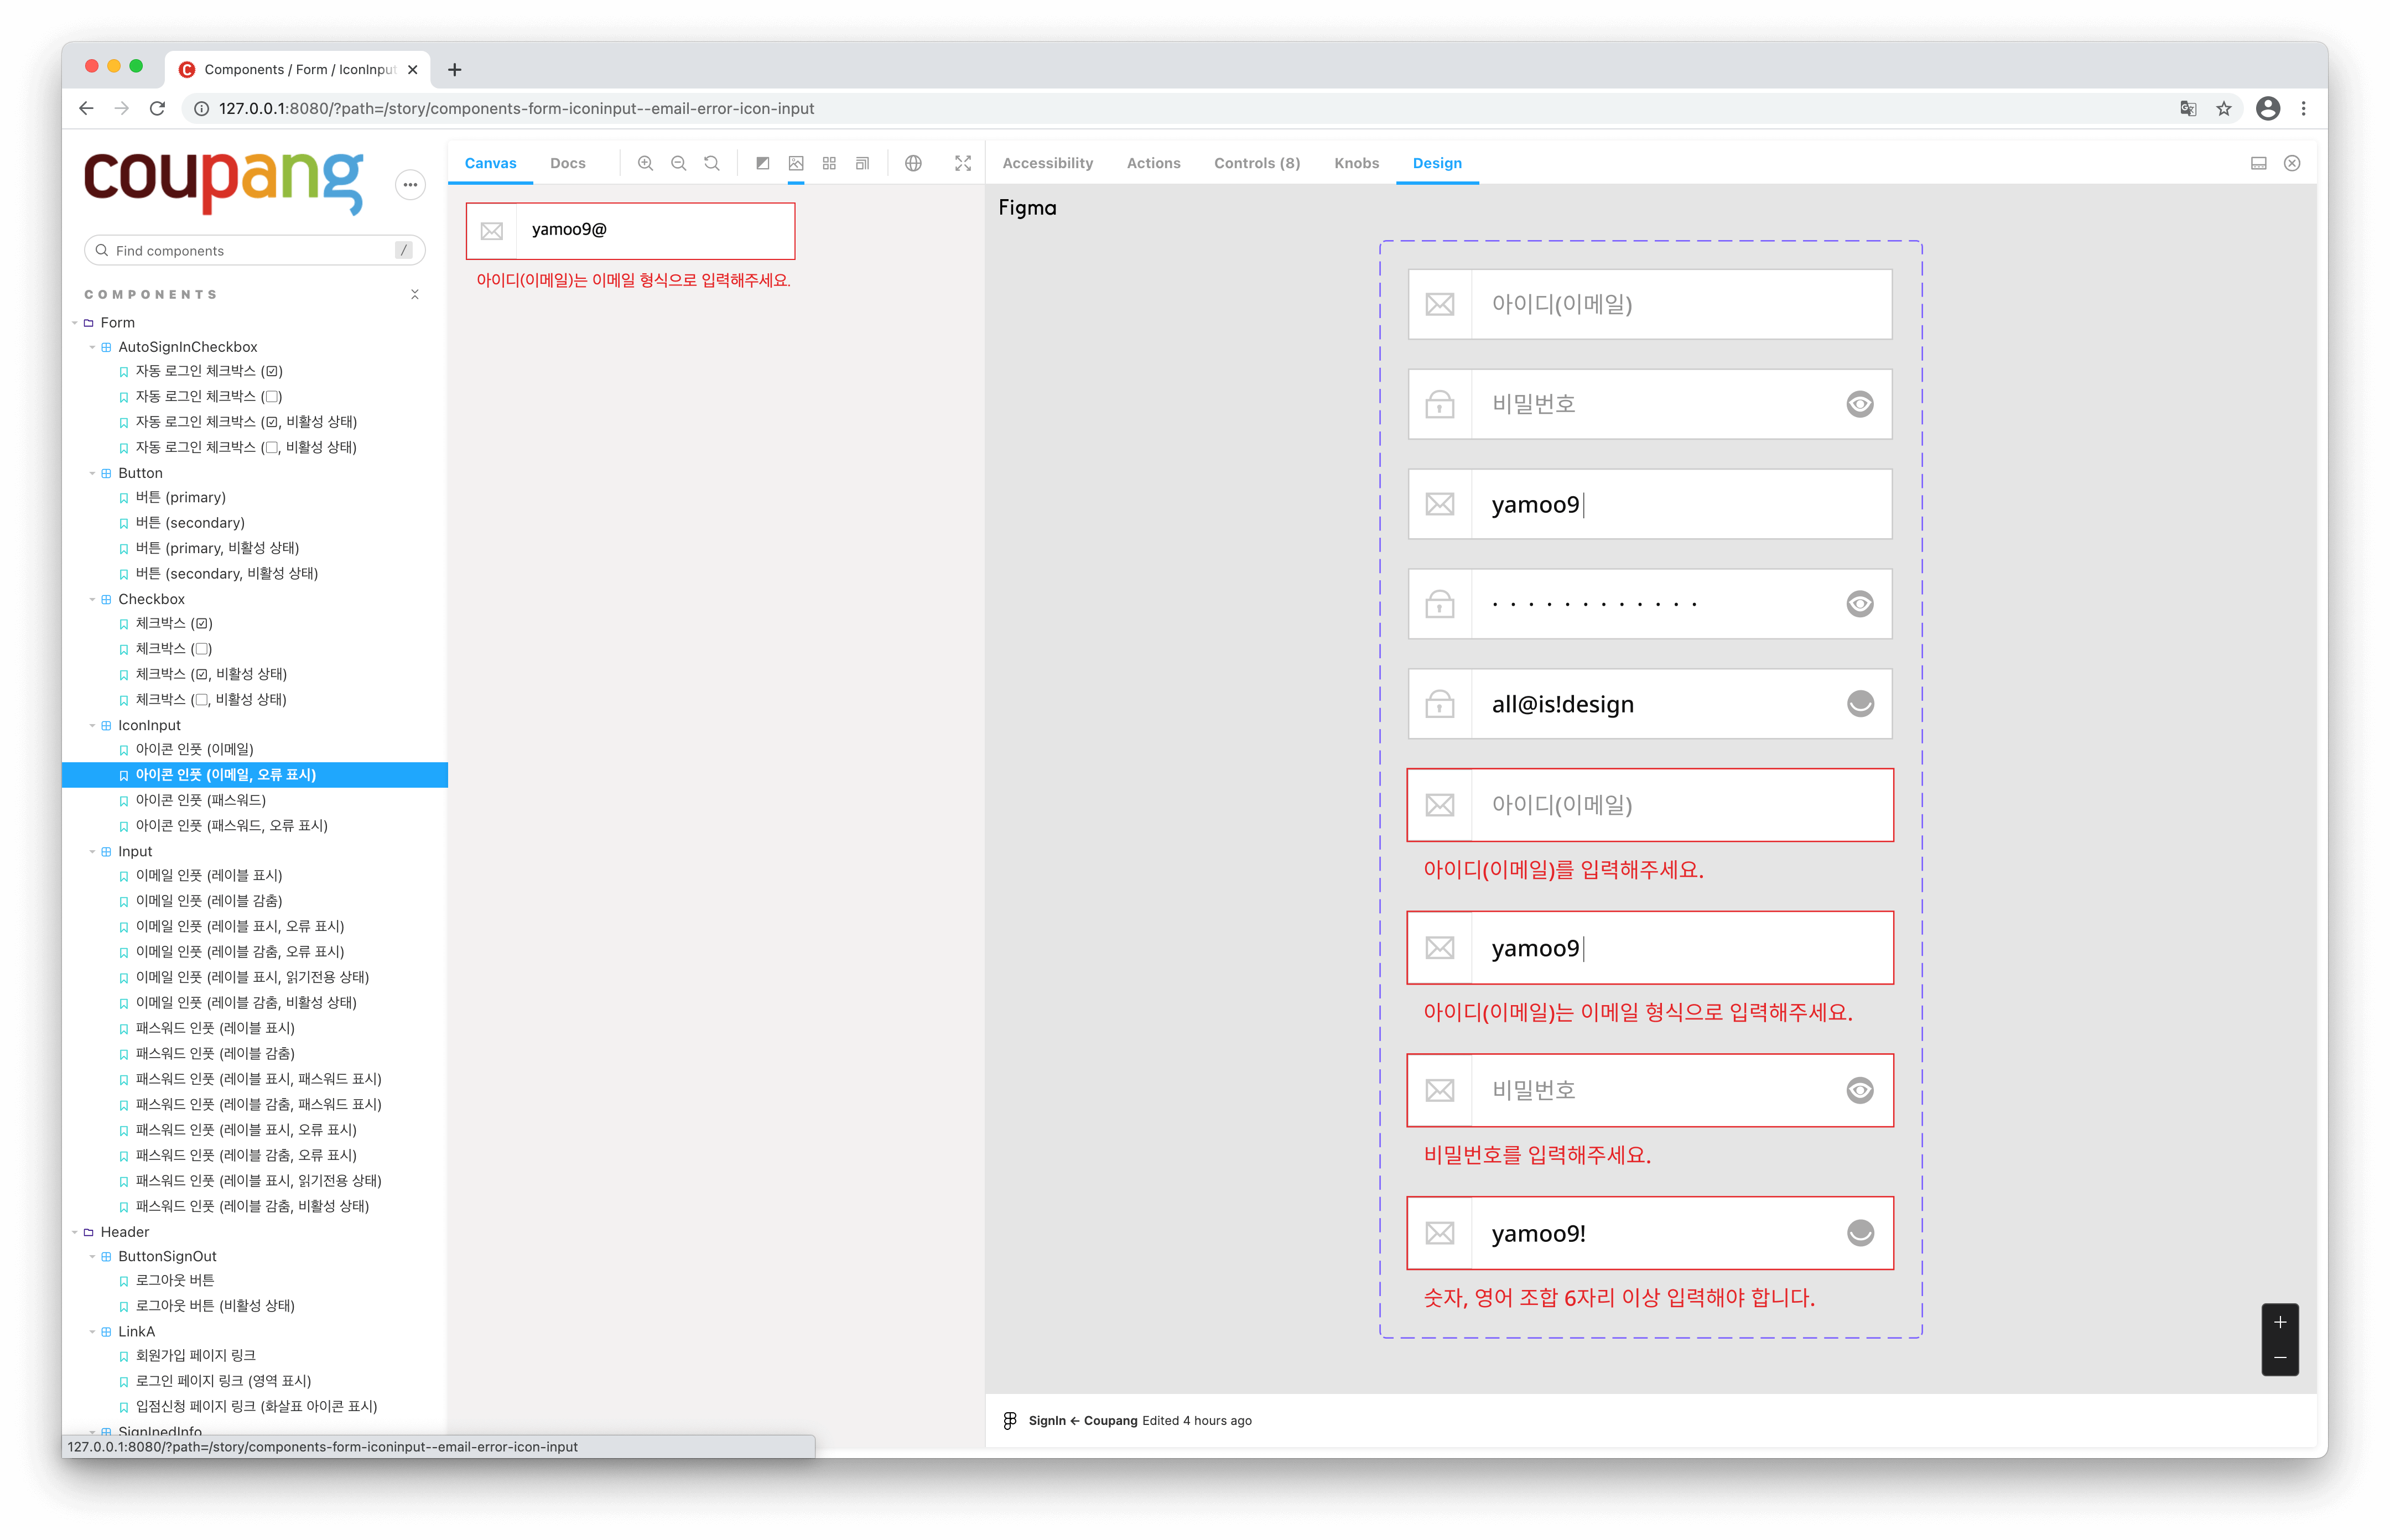 Components / Form / IconInput
127.0.0.1:8080/?path=/story/components-form-iconinput--email-error-icon-input
coupang
Find components
/
COMPONENTS
Form
AutoSignInCheckbox
자동 로그인 체크박스 (☑)
자동 로그인 체크박스 (☐)
자동 로그인 체크박스 (☑, 비활성 상태)
자동 로그인 체크박스 (☐, 비활성 상태)
Button
버튼 (primary)
버튼 (secondary)
버튼 (primary, 비활성 상태)
버튼 (secondary, 비활성 상태)
Checkbox
체크박스 (☑)
체크박스 (☐)
체크박스 (☑, 비활성 상태)
체크박스 (☐, 비활성 상태)
IconInput
아이콘 인풋 (이메일)
아이콘 인풋 (이메일, 오류 표시)
아이콘 인풋 (패스워드)
아이콘 인풋 (패스워드, 오류 표시)
Input
이메일 인풋 (레이블 표시)
이메일 인풋 (레이블 감춤)
이메일 인풋 (레이블 표시, 오류 표시)
이메일 인풋 (레이블 감춤, 오류 표시)
이메일 인풋 (레이블 표시, 읽기전용 상태)
이메일 인풋 (레이블 감춤, 비활성 상태)
패스워드 인풋 (레이블 표시)
패스워드 인풋 (레이블 감춤)
패스워드 인풋 (레이블 표시, 패스워드 표시)
패스워드 인풋 (레이블 감춤, 패스워드 표시)
패스워드 인풋 (레이블 표시, 오류 표시)
패스워드 인풋 (레이블 감춤, 오류 표시)
패스워드 인풋 (레이블 표시, 읽기전용 상태)
패스워드 인풋 (레이블 감춤, 비활성 상태)
Header
ButtonSignOut
로그아웃 버튼
로그아웃 버튼 (비활성 상태)
LinkA
회원가입 페이지 링크
로그인 페이지 링크 (영역 표시)
입점신청 페이지 링크 (화살표 아이콘 표시)
SignInedInfo
127.0.0.1:8080/?path=/story/components-form-iconinput--email-error-icon-input
Canvas
Docs
yamoo9@
아이디(이메일)는 이메일 형식으로 입력해주세요.
Accessibility
Actions
Controls (8)
Knobs
Design
Figma
아이디(이메일)
비밀번호
yamoo9
all@is!design
아이디(이메일)
아이디(이메일)를 입력해주세요.
yamoo9
아이디(이메일)는 이메일 형식으로 입력해주세요.
비밀번호
비밀번호를 입력해주세요.
yamoo9!
숫자, 영어 조합 6자리 이상 입력해야 합니다.
SignIn ← Coupang Edited 4 hours ago